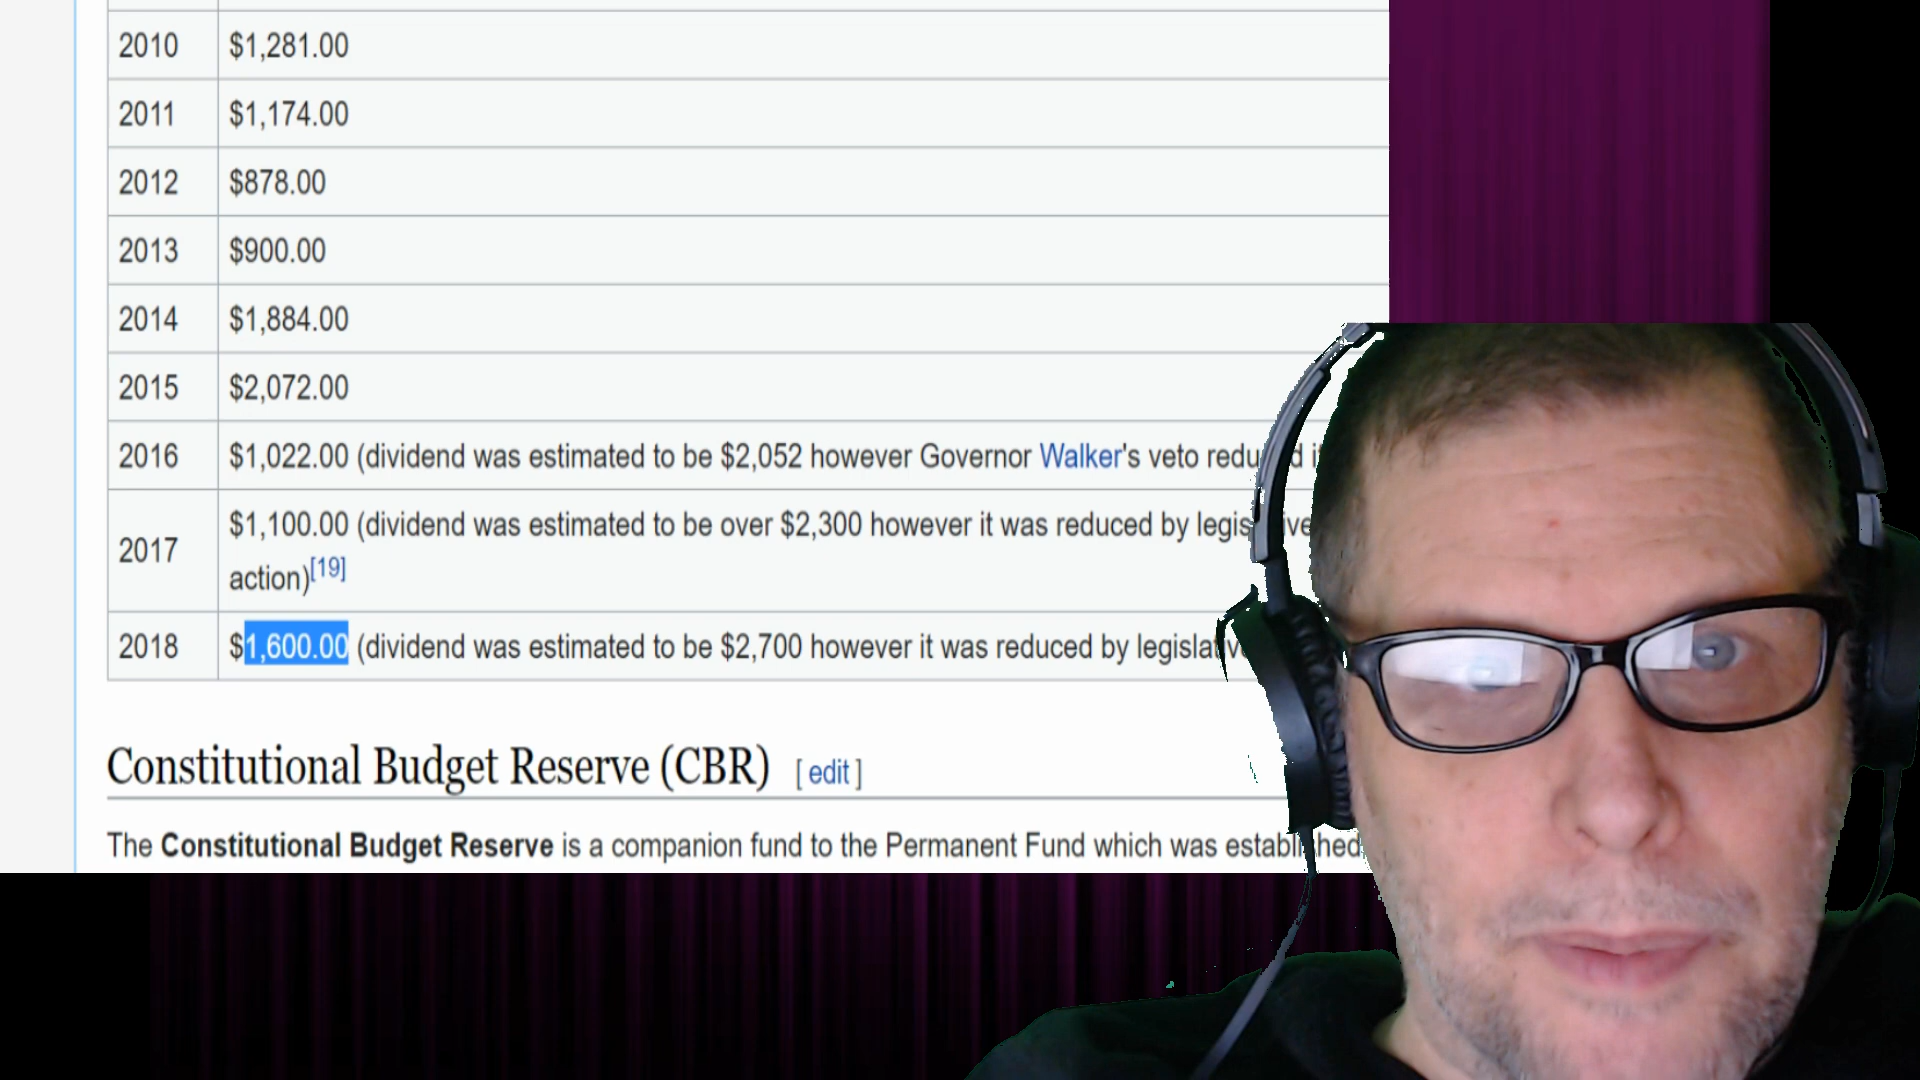 2010 $1,281.00
2011 $1,174.00
2012 $878.00
2013 $900.00
2014 $1,884.00
2015 $2,072.00
2016 $1,022.00 (dividend was estimated to be $2,052 however Governor Walker's veto
$1,100.00 (dividend was estimated to be over $2,300 however it was reduced by
2017
action)[19]
2018 $1,600.00 (dividend was estimated to be $2,700 however it was reduced by
Constitutional Budget Reserve (CBR) [ edit ]
The Constitutional Budget Reserve is a companion fund to the Permanent Fund which was established